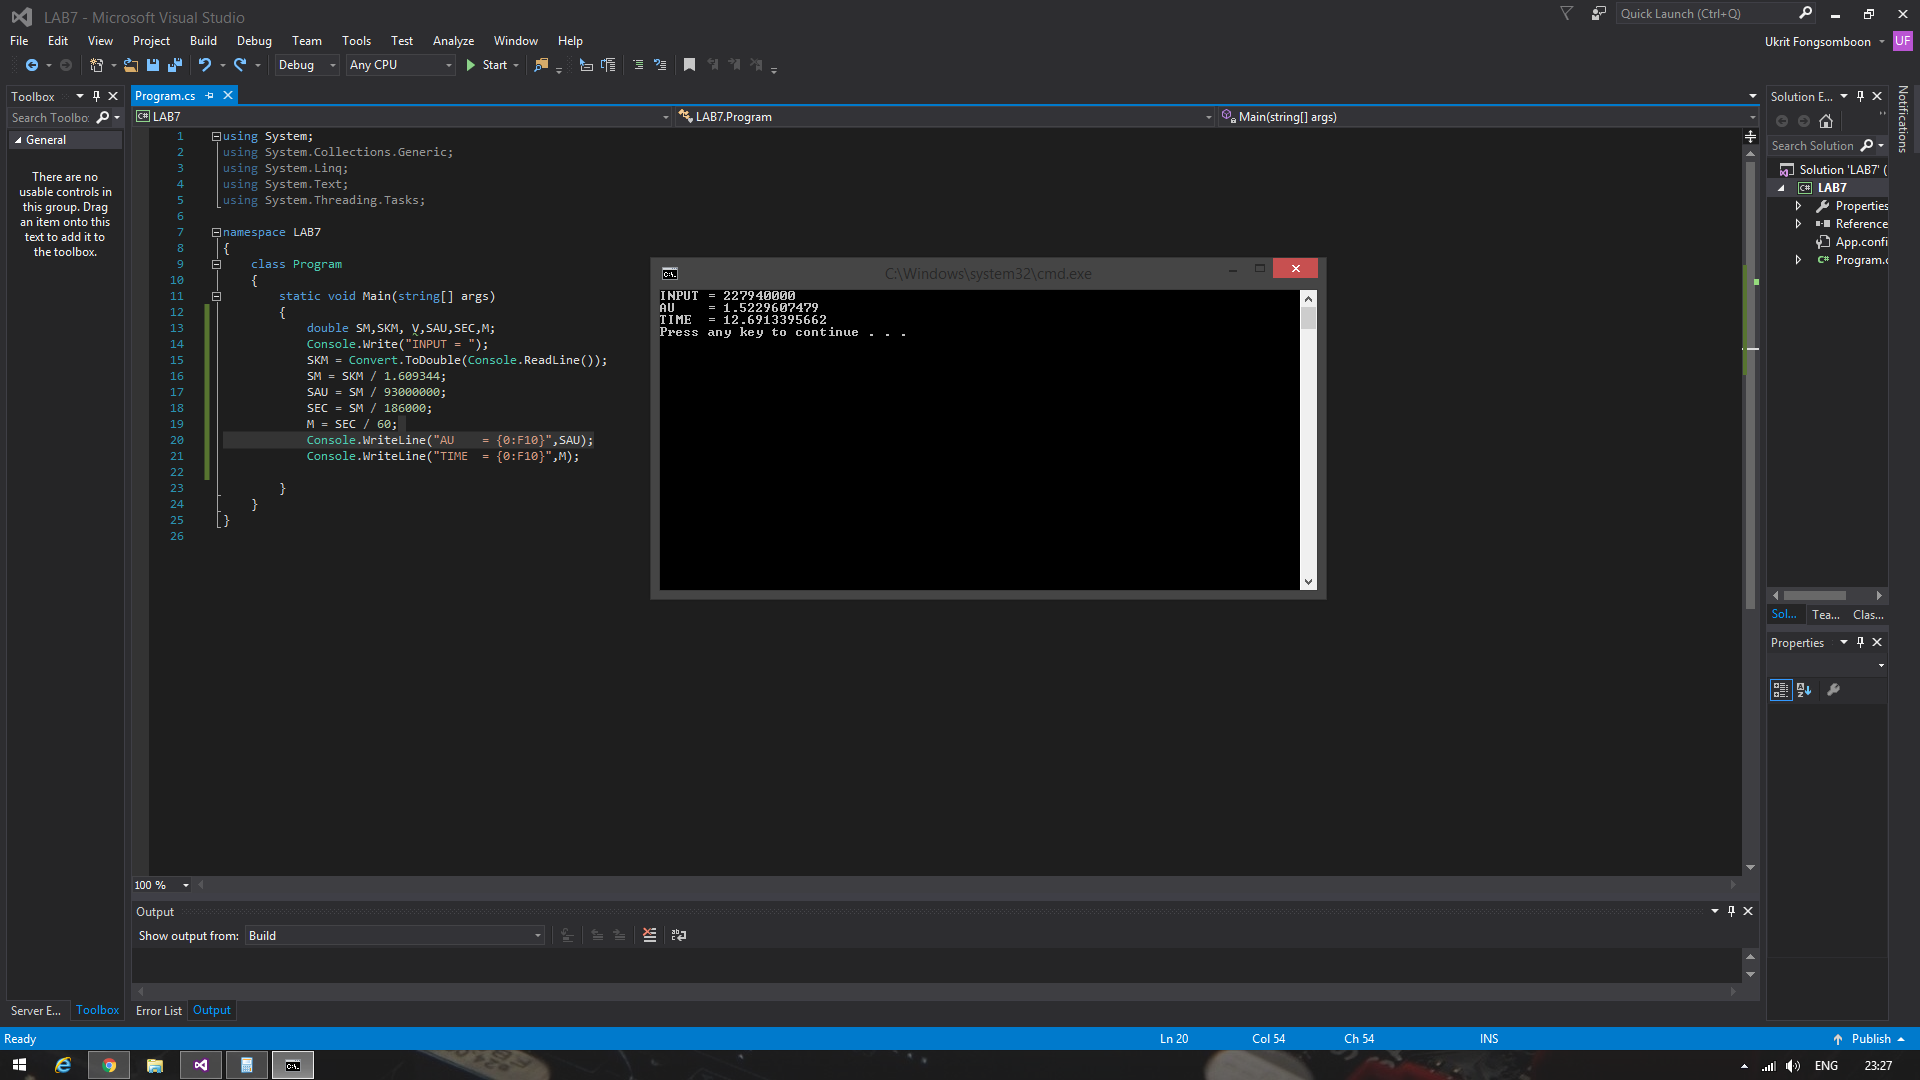 LAB7 - Microsoft Visual Studio
Quick Launch (Ctrl+Q)
File Edit View Project Build Debug Team Tools Test Analyze Window Help
Ukrit Fongsomboon UF
Debug Any CPU Start
Toolbox
Search Toolbo
General
There are no
usable controls in
this group. Drag
an item onto this
text to add it to
the toolbox.
Program.cs
LAB7 LAB7.Program Main(string[] args)
1 using System;
2 using System.Collections.Generic;
3 using System.Linq;
4 using System.Text;
5 using System.Threading.Tasks;
6
7 namespace LAB7
8 {
9 class Program
10 {
11 static void Main(string[] args)
12 {
13 double SM,SKM, V,SAU,SEC,M;
14 Console.Write("INPUT = ");
15 SKM = Convert.ToDouble(Console.ReadLine());
16 SM = SKM / 1.609344;
17 SAU = SM / 93000000;
18 SEC = SM / 186000;
19 M = SEC / 60;
20 Console.WriteLine("AU    = {0:F10}",SAU);
21 Console.WriteLine("TIME  = {0:F10}",M);
22
23 }
24 }
25 }
26
C:\Windows\system32\cmd.exe
INPUT = 227940000
AU    = 1.5229607479
TIME  = 12.6913395662
Press any key to continue . . .
Solution E...
Search Solution
Solution 'LAB7' (
LAB7
Properties
Reference
App.confi
Program.c
Sol... Tea... Clas...
Properties
Notifications
100 %
Output
Show output from: Build
Server E... Toolbox
Error List Output
Ready Ln 20 Col 54 Ch 54 INS Publish
ENG 23:27